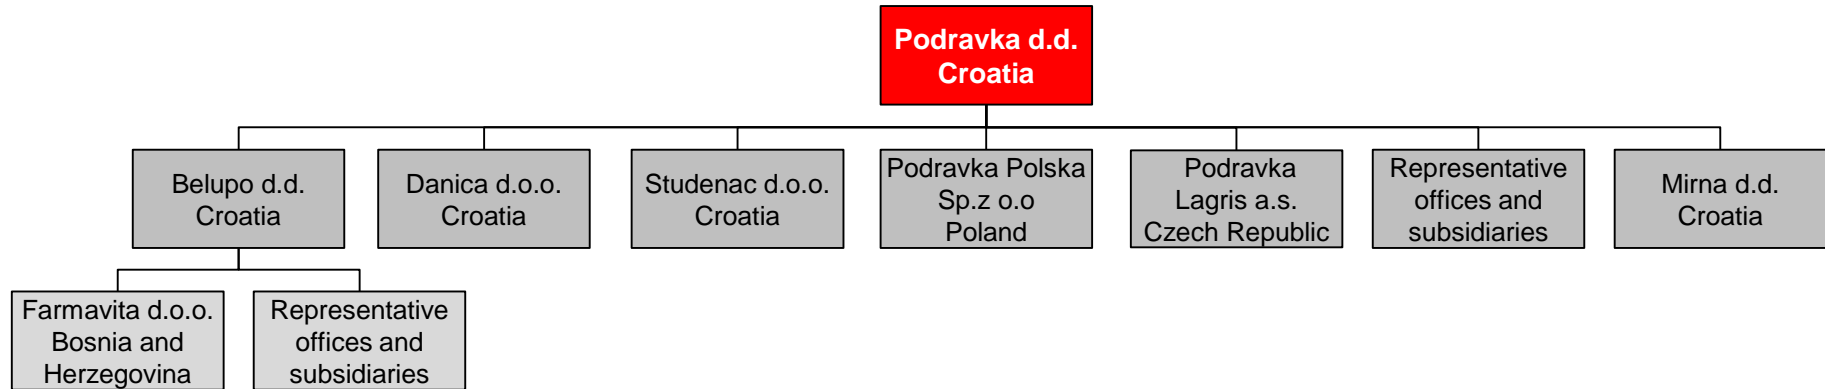 Podravka d.d.
Croatia
Belupo d.d.
Croatia
Danica d.o.o.
Croatia
Studenac d.o.o.
Croatia
Podravka Polska
Sp.z o.o
Poland
Podravka
Lagris a.s.
Czech Republic
Representative
offices and
subsidiaries
Mirna d.d.
Croatia
Farmavita d.o.o.
Bosnia and
Herzegovina
Representative
offices and
subsidiaries